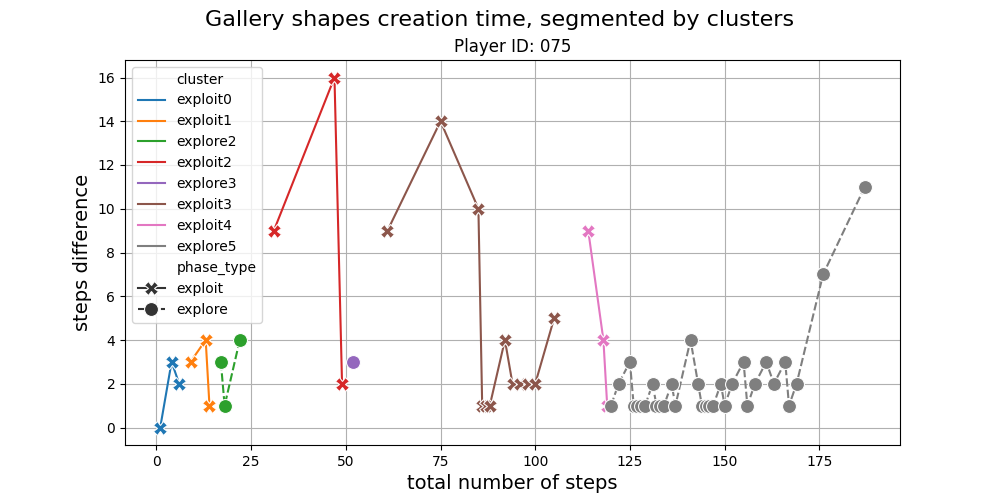 Gallery shapes creation time, segmented by clusters
Player ID: 075
steps difference
16
14
12
10
8
6
4
2
0
cluster
exploit0
exploit1
explore2
exploit2
explore3
exploit3
exploit4
explore5
phase_type
exploit
explore
0 25 50 75 100 125 150 175
total number of steps